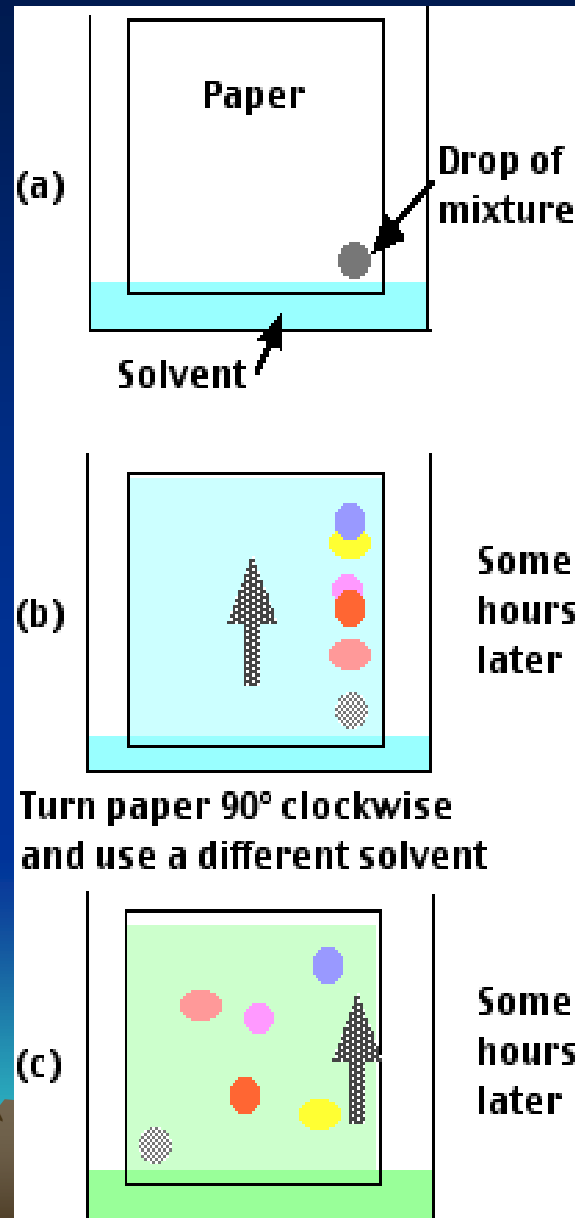 Paper
(a)
Drop of
mixture
Solvent
(b)
Some
hours
later
Turn paper 90° clockwise
and use a different solvent
(c)
Some
hours
later